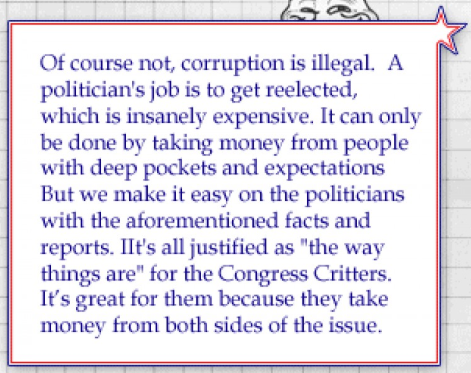 Of course not, corruption is illegal.  A
politician's job is to get reelected,
which is insanely expensive. It can only
be done by taking money from people
with deep pockets and expectations
But we make it easy on the politicians
with the aforementioned facts and
reports. IIt's all justified as "the way
things are" for the Congress Critters.
It’s great for them because they take
money from both sides of the issue.